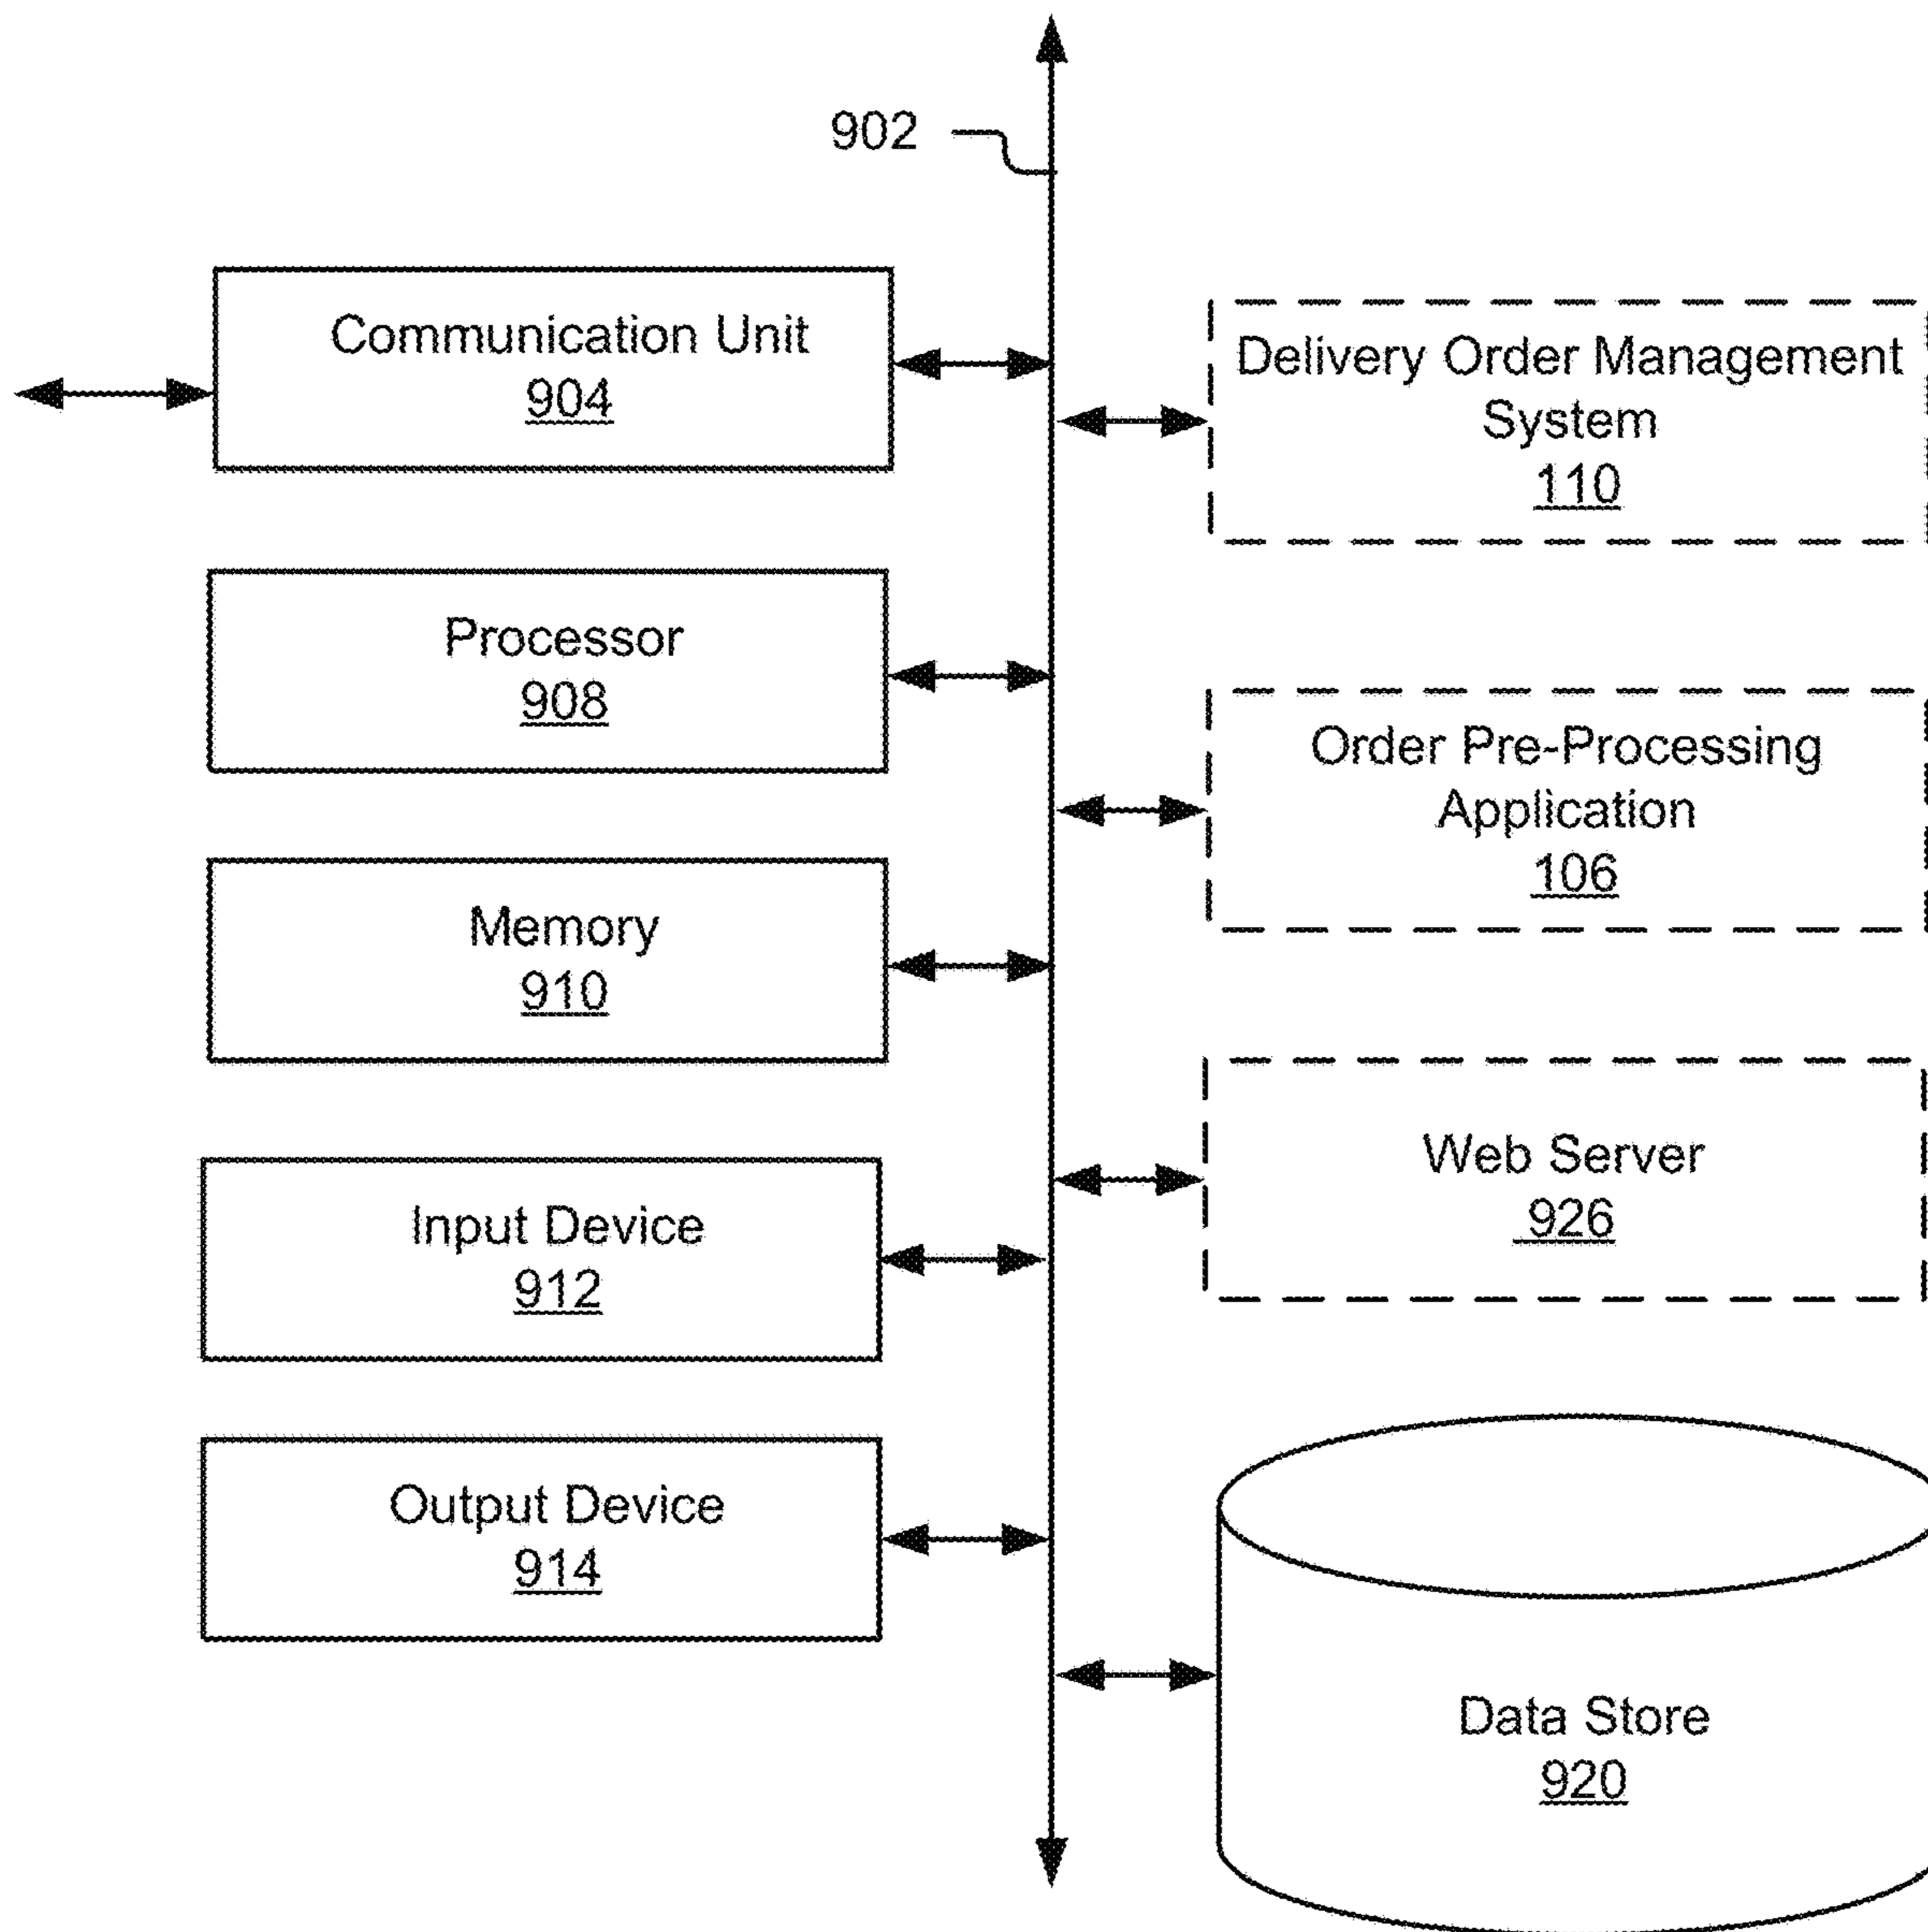 902
Communication Unit
904
Processor
908
Memory
910
Input Device
912
Output Device
914
Delivery Order Management
System
110
Order Pre-Processing
Application
106
Web Server
926
Data Store
920